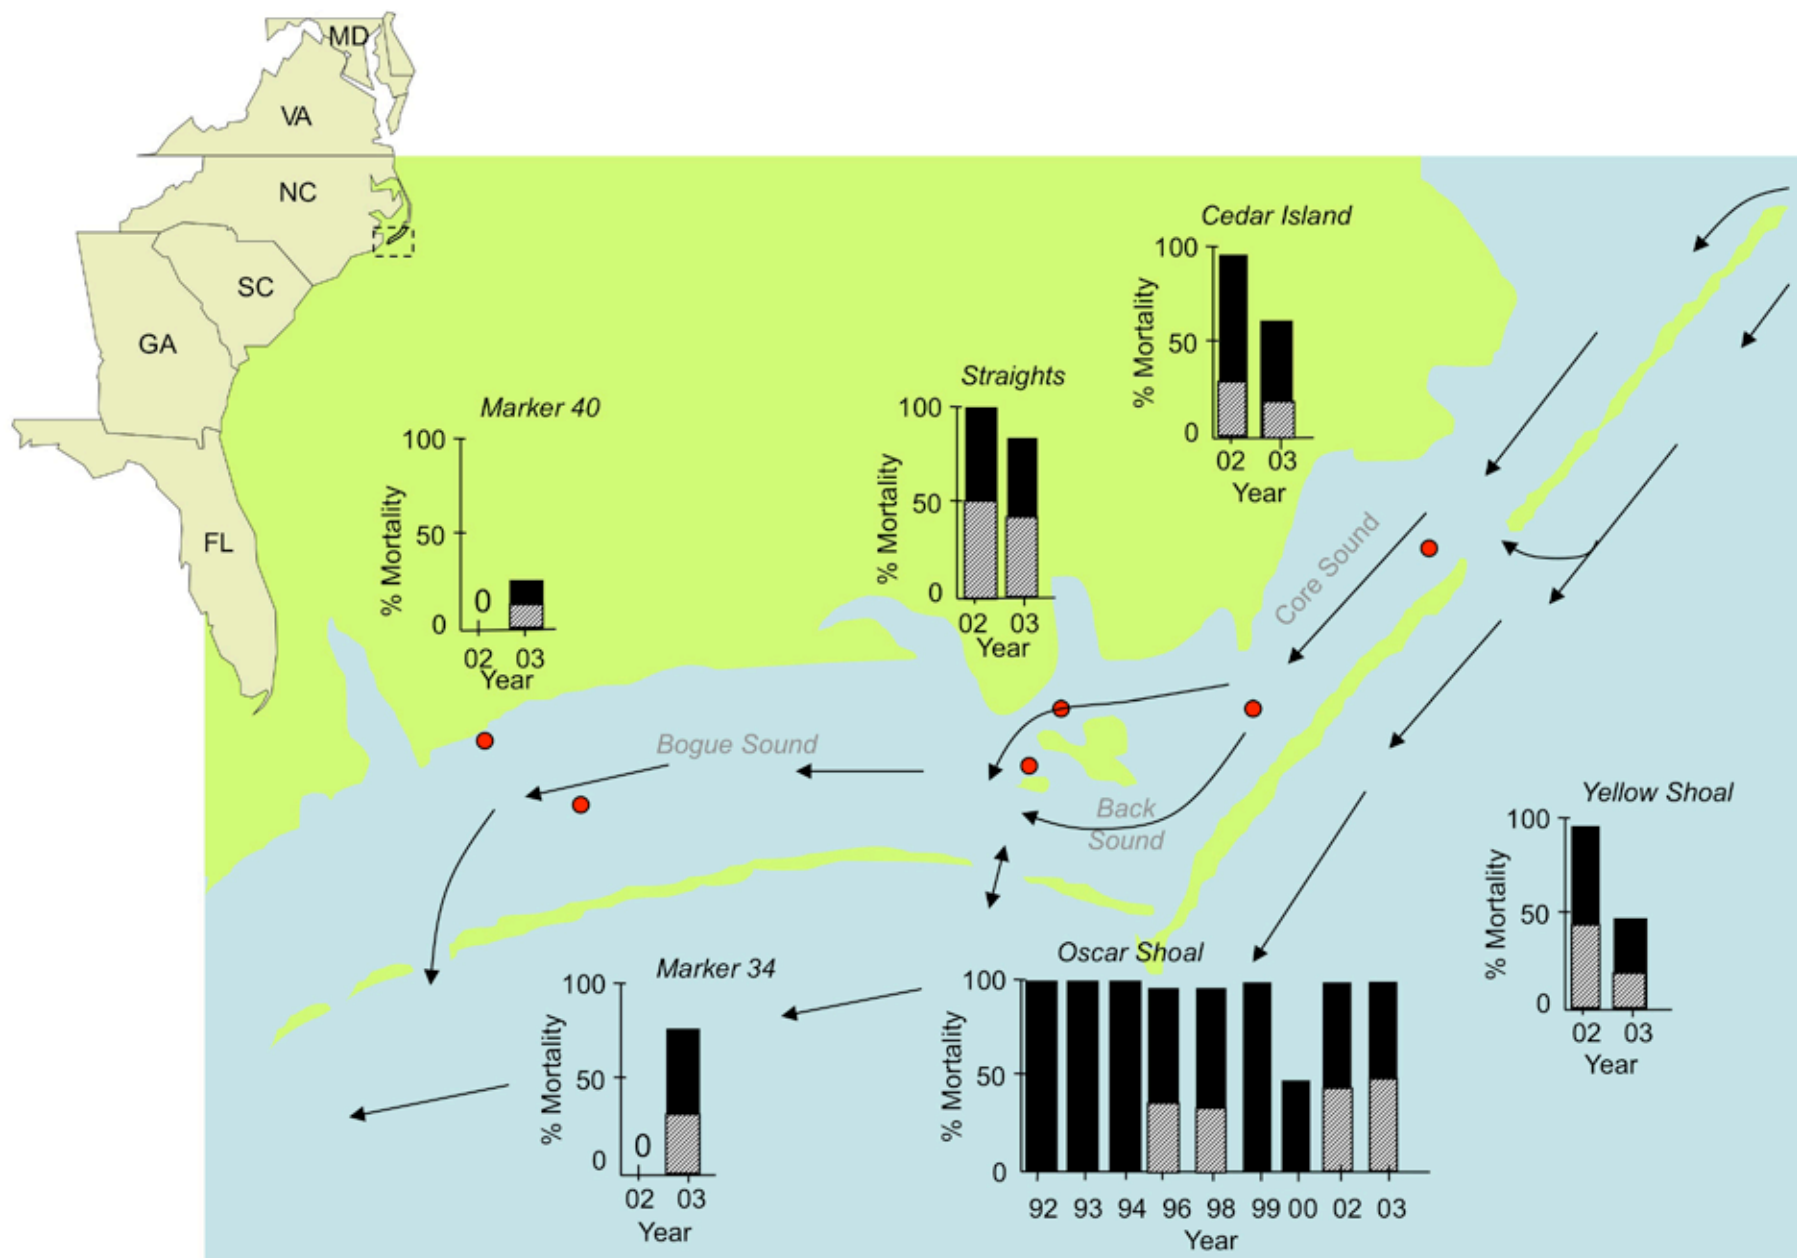 MD
VA
NC
SC
GA
FL
Cedar Island
100
50
0
% Mortality
02 03
Year
Straights
100
50
0
% Mortality
02 03
Year
Marker 40
100
50
0
% Mortality
0
02 03
Year
Core Sound
Bogue Sound
Back
Sound
Yellow Shoal
100
50
0
% Mortality
02 03
Year
Marker 34
100
50
0
% Mortality
0
02 03
Year
Oscar Shoal
100
50
0
% Mortality
92 93 94 96 98 99 00 02 03
Year